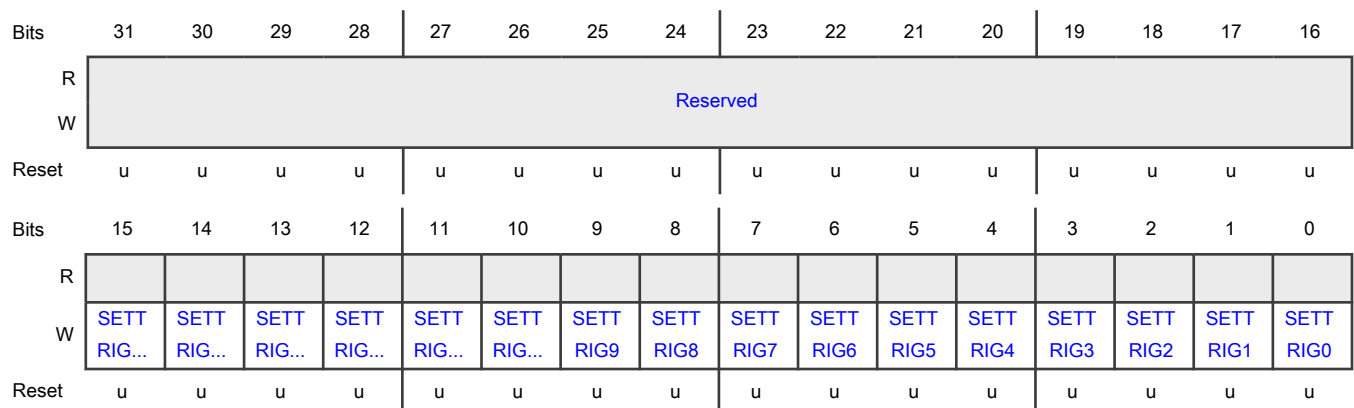 Bits 31 30 29 28 27 26 25 24 23 22 21 20 19 18 17 16
R
Reserved
W
Reset u u u u u u u u u u u u u u u u
Bits 15 14 13 12 11 10 9 8 7 6 5 4 3 2 1 0
R
W SETT SETT SETT SETT SETT SETT SETT SETT SETT SETT SETT SETT SETT SETT SETT SETT
RIG... RIG... RIG... RIG... RIG... RIG... RIG9 RIG8 RIG7 RIG6 RIG5 RIG4 RIG3 RIG2 RIG1 RIG0
Reset u u u u u u u u u u u u u u u u